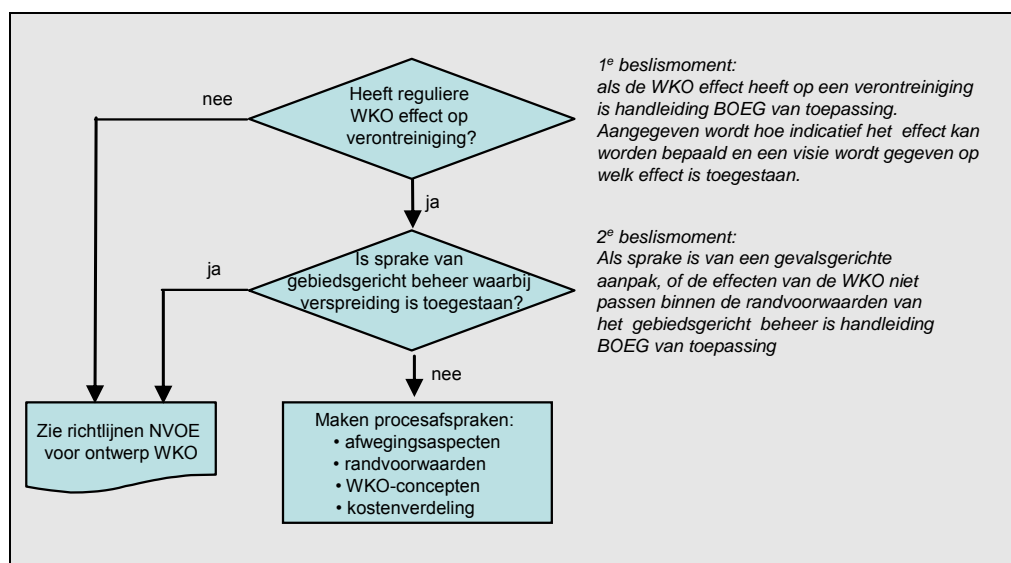 Heeft reguliere
WKO effect op
verontreiniging?
nee
ja
1e beslismoment:
als de WKO effect heeft op een verontreiniging
is handleiding BOEG van toepassing.
Aangegeven wordt hoe indicatief het effect kan
worden bepaald en een visie wordt gegeven op
welk effect is toegestaan.
Is sprake van
gebiedsgericht beheer waarbij
verspreiding is toegestaan?
ja
nee
2e beslismoment:
Als sprake is van een gevalsgerichte
aanpak, of de effecten van de WKO niet
passen binnen de randvoorwaarden van
het gebiedsgericht beheer is handleiding
BOEG van toepassing
Zie richtlijnen NVOE
voor ontwerp WKO
Maken procesafspraken:
• afwegingsaspecten
• randvoorwaarden
• WKO-concepten
• kostenverdeling